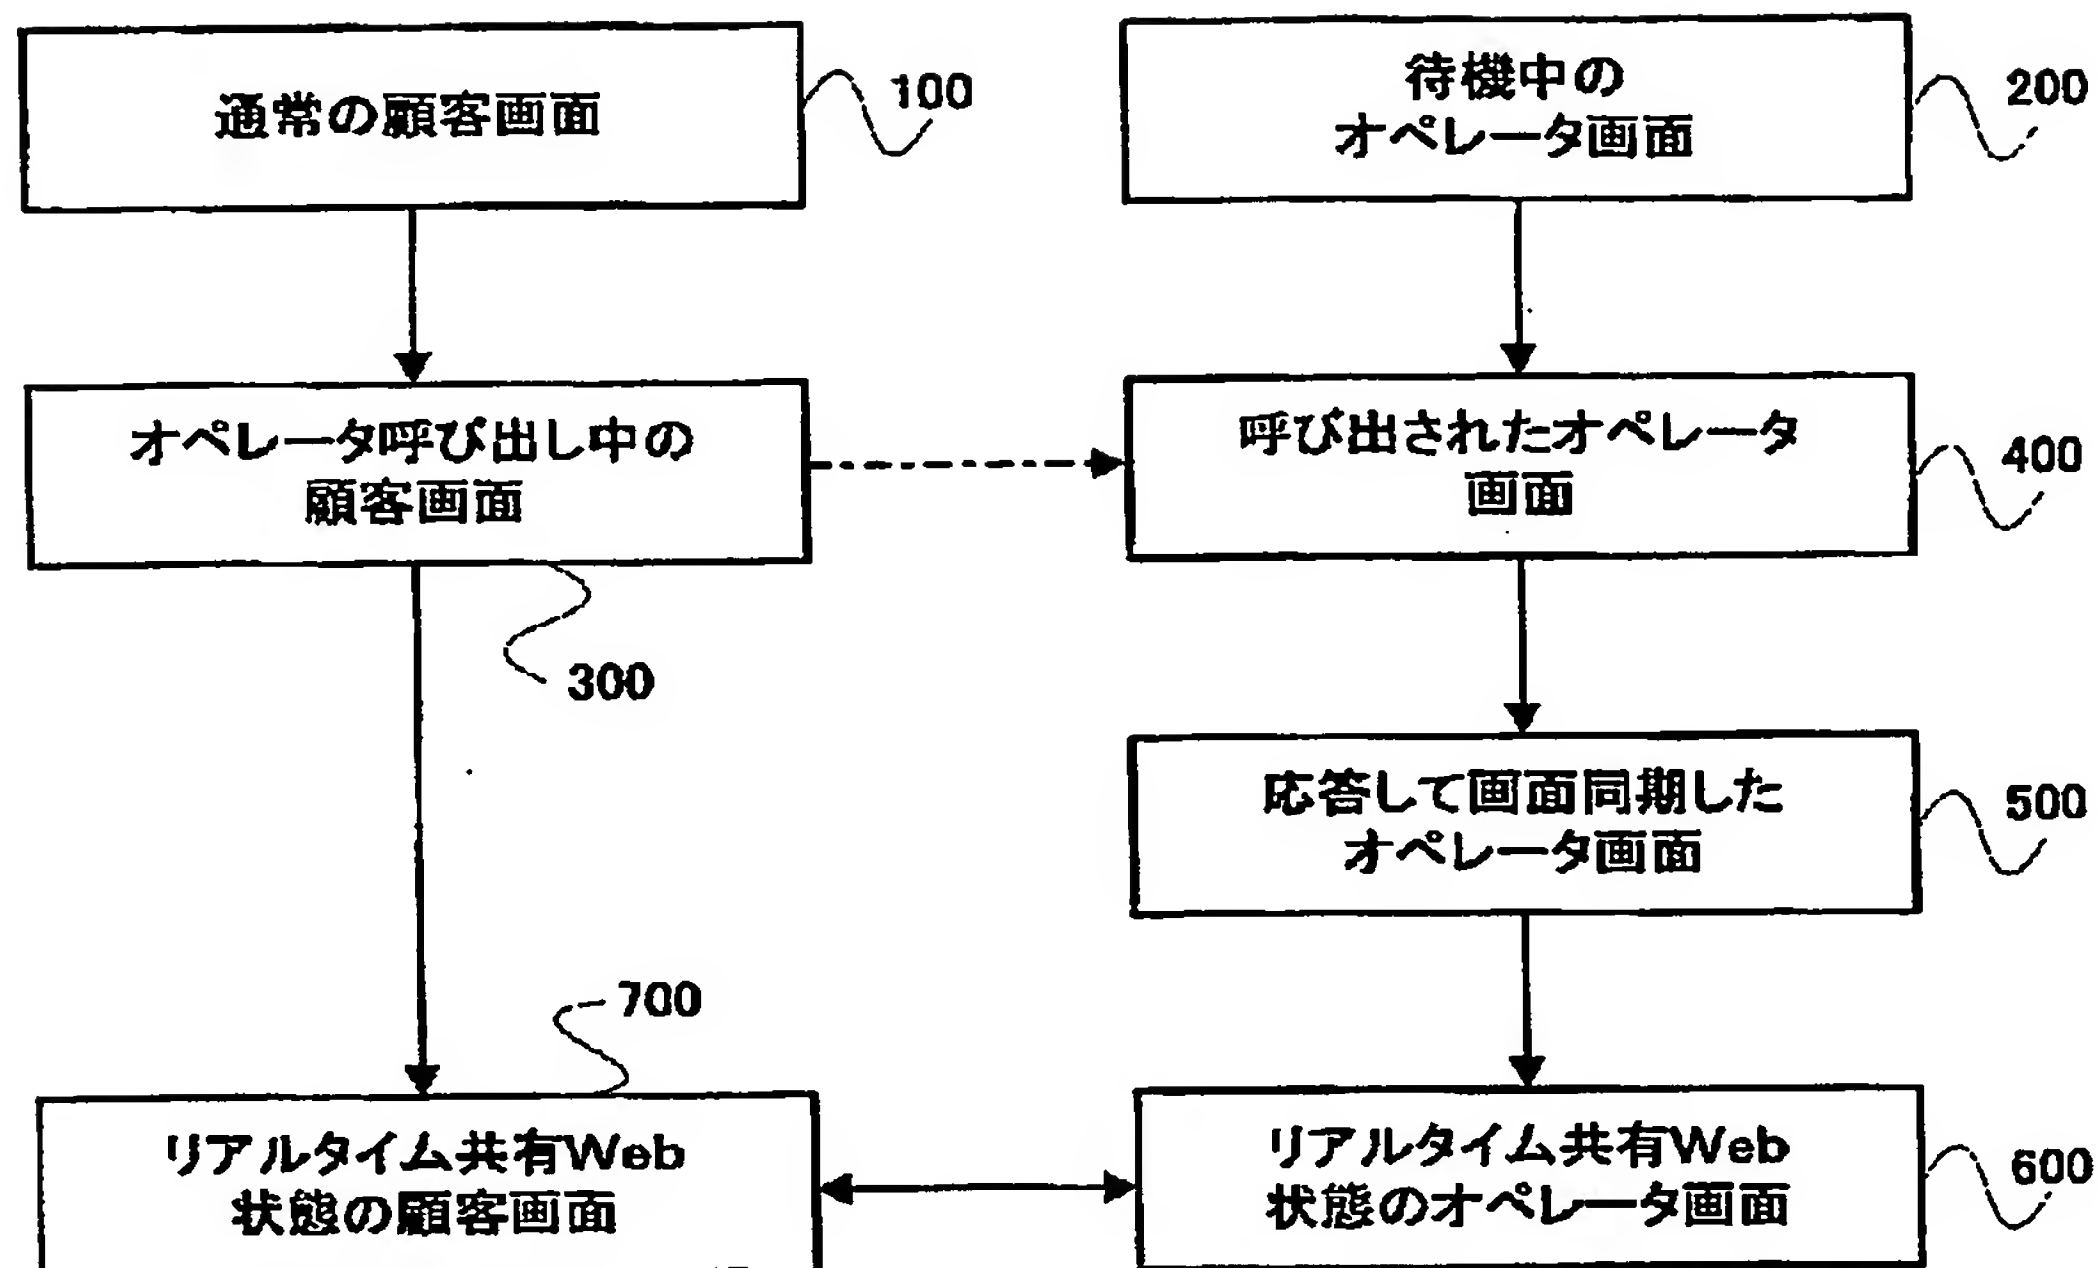 通常の顧客画面
100
待機中の
オペレータ画面
200
オペレータ呼び出し中の
顧客画面
300
呼び出されたオペレータ
画面
400
応答して画面同期した
オペレータ画面
500
700
リアルタイム共有Web
状態の顧客画面
リアルタイム共有Web
状態のオペレータ画面
600